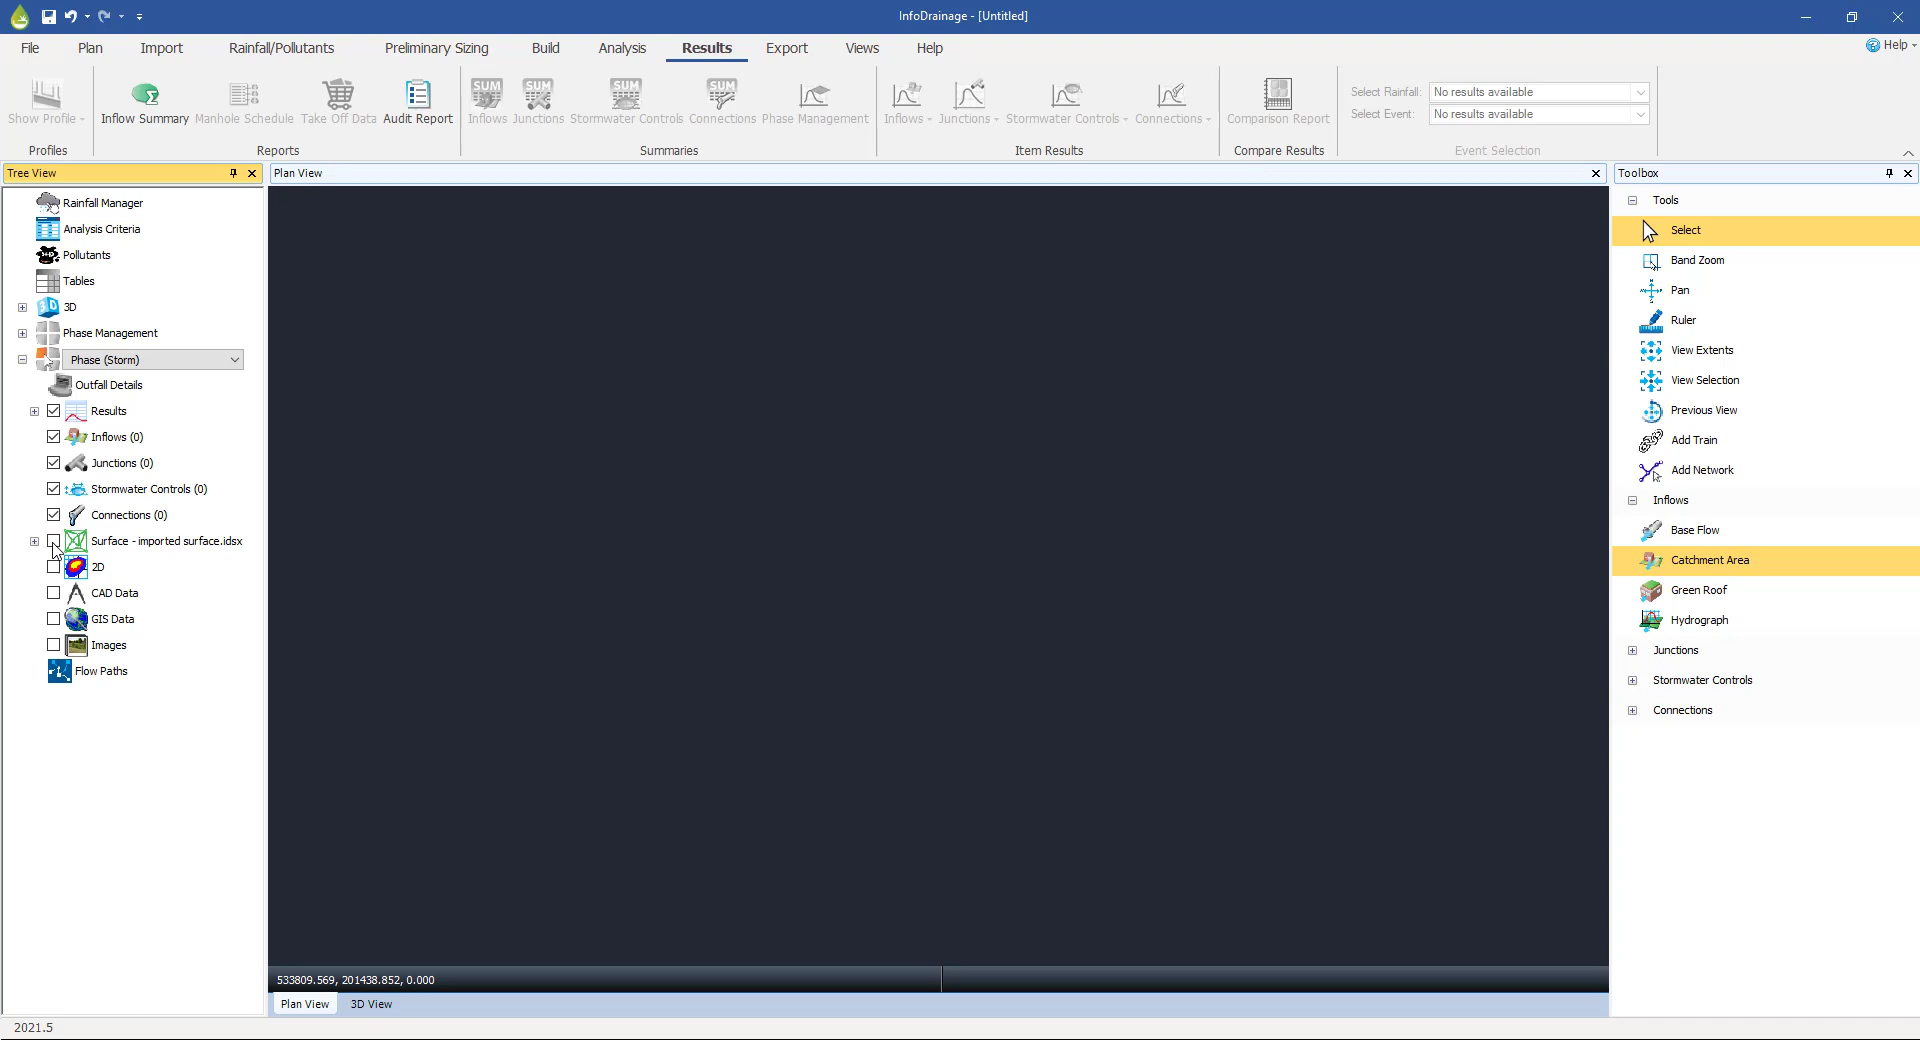 InfoDrainage - [Untitled]
File Plan Import Rainfall/Pollutants Preliminary Sizing Build Analysis Results Export Views Help
Help
Show Profile
Inflow Summary Manhole Schedule Take Off Data Audit Report
SUM SUM SUM SUM
Inflows Junctions Stormwater Controls Connections Phase Management
Inflows Junctions Stormwater Controls Connections
Comparison Report
Select Rainfall: No results available
Select Event: No results available
Profiles Reports Summaries Item Results Compare Results Event Selection
Tree View
Rainfall Manager
Analysis Criteria
Pollutants
Tables
3D
Phase Management
Phase (Storm)
Outfall Details
Results
Inflows (0)
Junctions (0)
Stormwater Controls (0)
Connections (0)
Surface - imported surface.idsx
2D
CAD Data
GIS Data
Images
Flow Paths
Plan View
533809.569, 201438.852, 0.000
Plan View 3D View
Toolbox
Tools
Select
Band Zoom
Pan
Ruler
View Extents
View Selection
Previous View
Add Train
Add Network
Inflows
Base Flow
Catchment Area
Green Roof
Hydrograph
Junctions
Stormwater Controls
Connections
2021.5